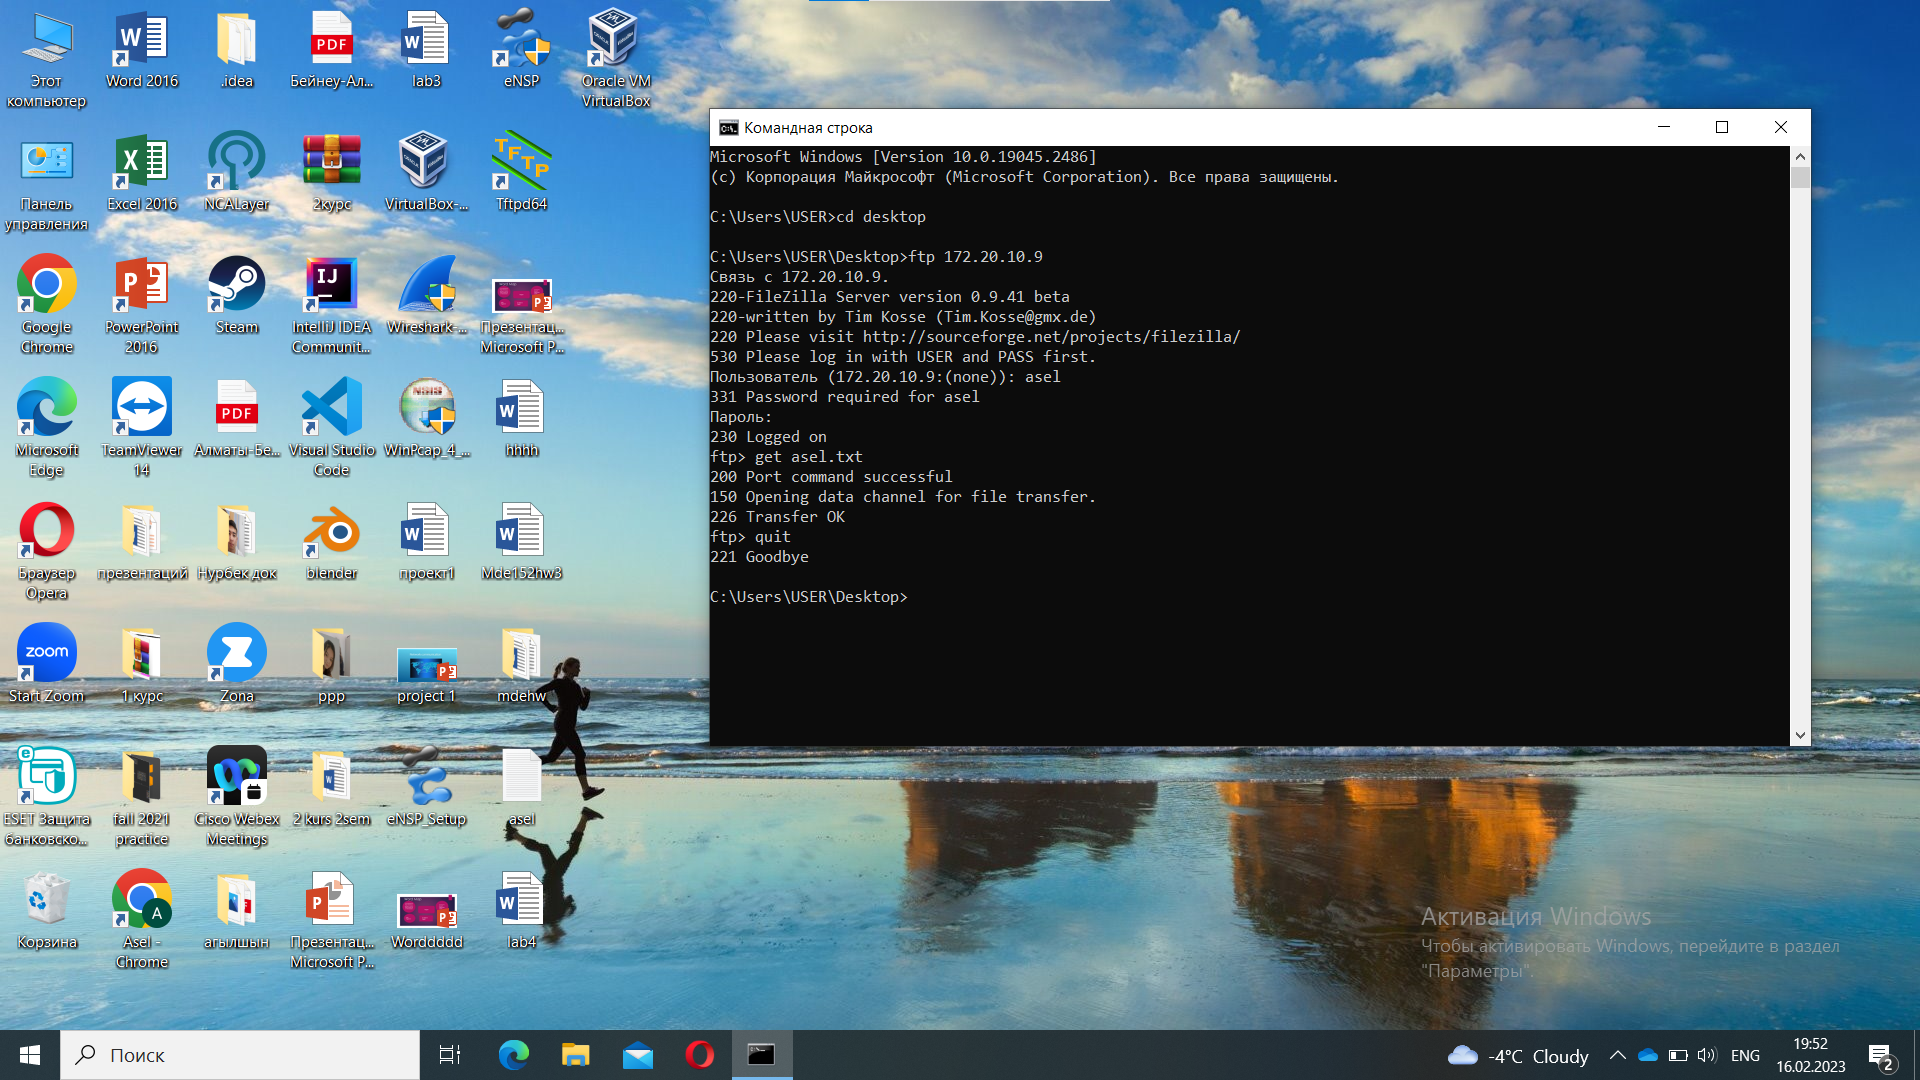 Этот
компьютер
Word 2016
.idea
PDF
Бейнеу-Ал...
lab3
eNSP
Oracle VM
VirtualBox
Панель
управления
Excel 2016
NCALayer
2курс
VirtualBox-...
TFTP
Tftpd64
Google
Chrome
PowerPoint
2016
Steam
IJ
IntelliJ IDEA
Communit...
Wireshark-...
Презентац...
Microsoft P...
Microsoft
Edge
TeamViewer
14
PDF
Алматы-Бе...
Visual Studio
Code
NSIS
WinPcap_4_...
hhhh
Браузер
Opera
презентаций
Нурбек.док
blender
проект1
Mde152hw3
zoom
Start Zoom
1 курс
Zona
ppp
project 1
mdehw
ESET Защита
банковско...
fall 2021
practice
Cisco Webex
Meetings
2 kurs 2sem
eNSP_Setup
asel
Корзина
A
Asel -
Chrome
агылшын
Презентац...
Microsoft P...
Worddddd
lab4
Командная строка
Microsoft Windows [Version 10.0.19045.2486]
(c) Корпорация Майкрософт (Microsoft Corporation). Все права защищены.
C:\Users\USER>cd desktop
C:\Users\USER\Desktop>ftp 172.20.10.9
Связь с 172.20.10.9.
220-FileZilla Server version 0.9.41 beta
220-written by Tim Kosse (Tim.Kosse@gmx.de)
220 Please visit http://sourceforge.net/projects/filezilla/
530 Please log in with USER and PASS first.
Пользователь (172.20.10.9:(none)): asel
331 Password required for asel
Пароль:
230 Logged on
ftp> get asel.txt
200 Port command successful
150 Opening data channel for file transfer.
226 Transfer OK
ftp> quit
221 Goodbye
C:\Users\USER\Desktop>
Активация Windows
Чтобы активировать Windows, перейдите в раздел
"Параметры".
Поиск
-4°C Cloudy
ENG
19:52
16.02.2023
2